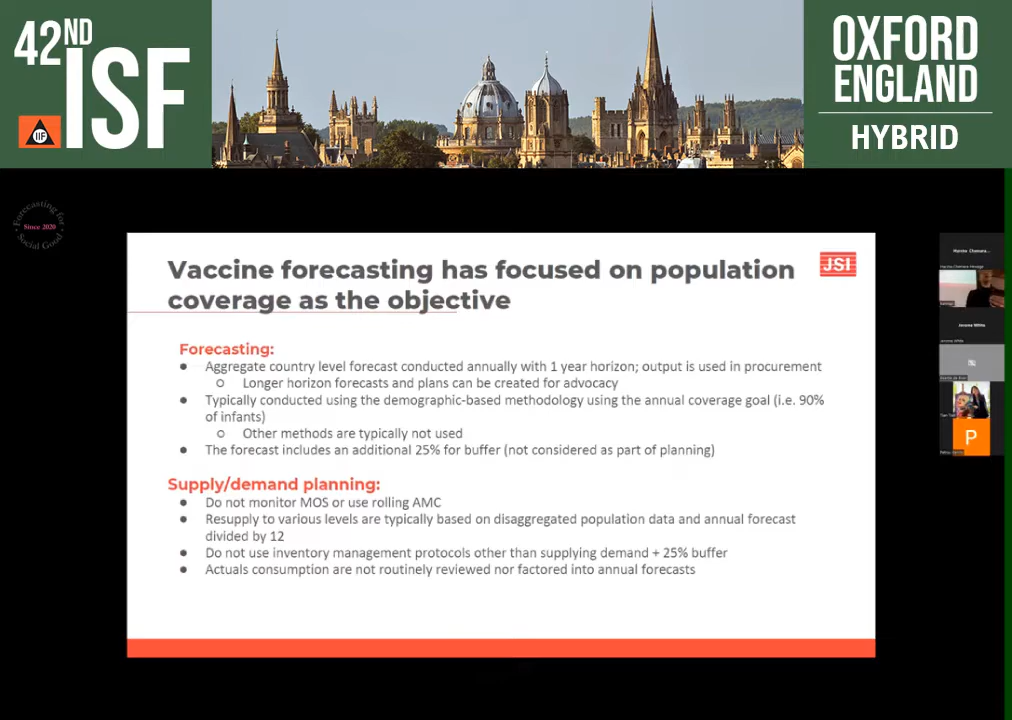 42ND
ISF
IIF
OXFORD
ENGLAND
HYBRID
Forecasting for
Since 2020
Social Good
Vaccine forecasting has focused on population
coverage as the objective
JSI
Forecasting:
● Aggregate country level forecast conducted annually with 1 year horizon; output is used in procurement
○ Longer horizon forecasts and plans can be created for advocacy
● Typically conducted using the demographic-based methodology using the annual coverage goal (i.e. 90%
of infants)
○ Other methods are typically not used
● The forecast includes an additional 25% for buffer (not considered as part of planning)
Supply/demand planning:
● Do not monitor MOS or use rolling AMC
● Resupply to various levels are typically based on disaggregated population data and annual forecast
divided by 12
● Do not use inventory management protocols other than supplying demand + 25% buffer
● Actuals consumption are not routinely reviewed nor factored into annual forecasts
P